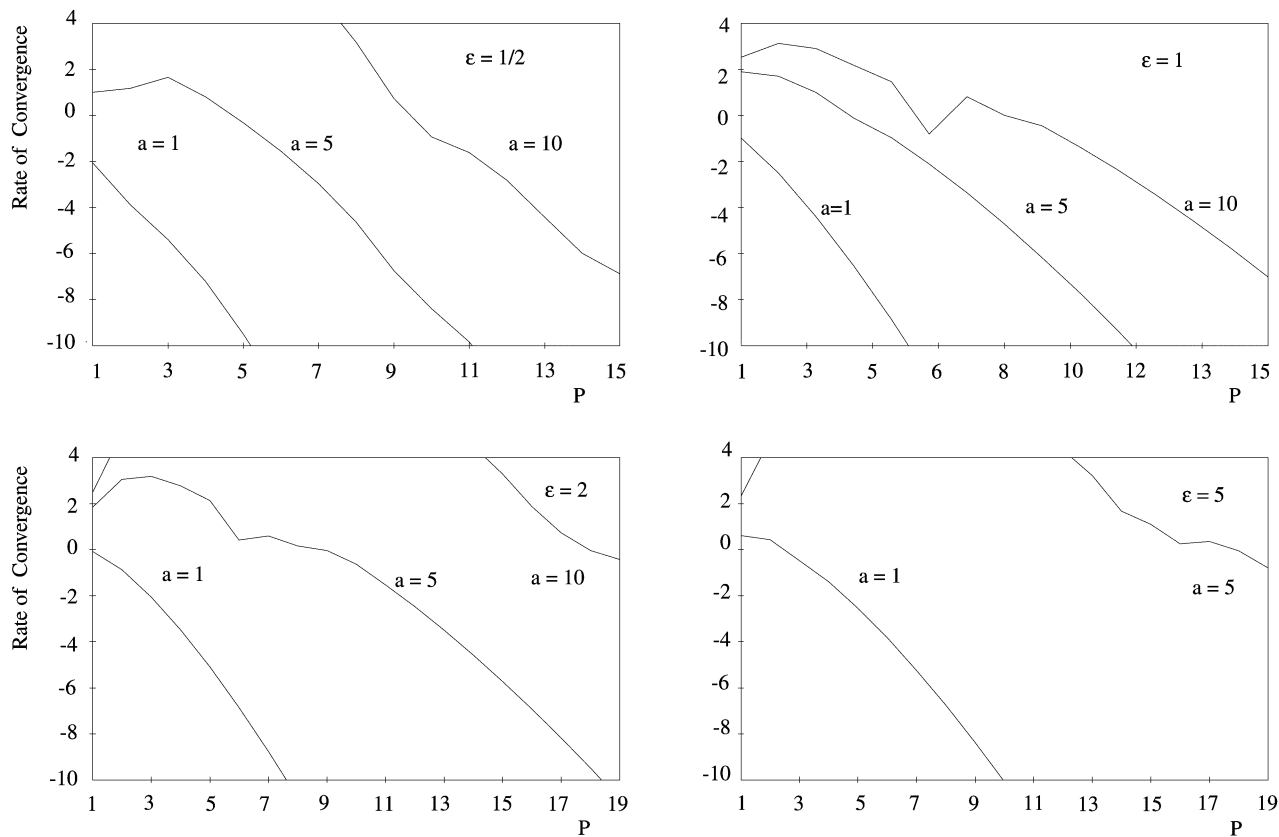 4
2
0
-2
-4
-6
-8
-10
Rate of Convergence
ε = 1/2
a = 1
a = 5
a = 10
1 3 5 7 9 11 13 15
P
4
2
0
-2
-4
-6
-8
-10
ε = 1
a=1
a = 5
a = 10
1 3 5 6 8 10 12 13 15
P
4
2
0
-2
-4
-6
-8
-10
Rate of Convergence
ε = 2
a = 1
a = 5
a = 10
1 3 5 7 9 11 13 15 17 19
P
4
2
0
-2
-4
-6
-8
-10
ε = 5
a = 1
a = 5
1 3 5 7 9 11 13 15 17 19
P